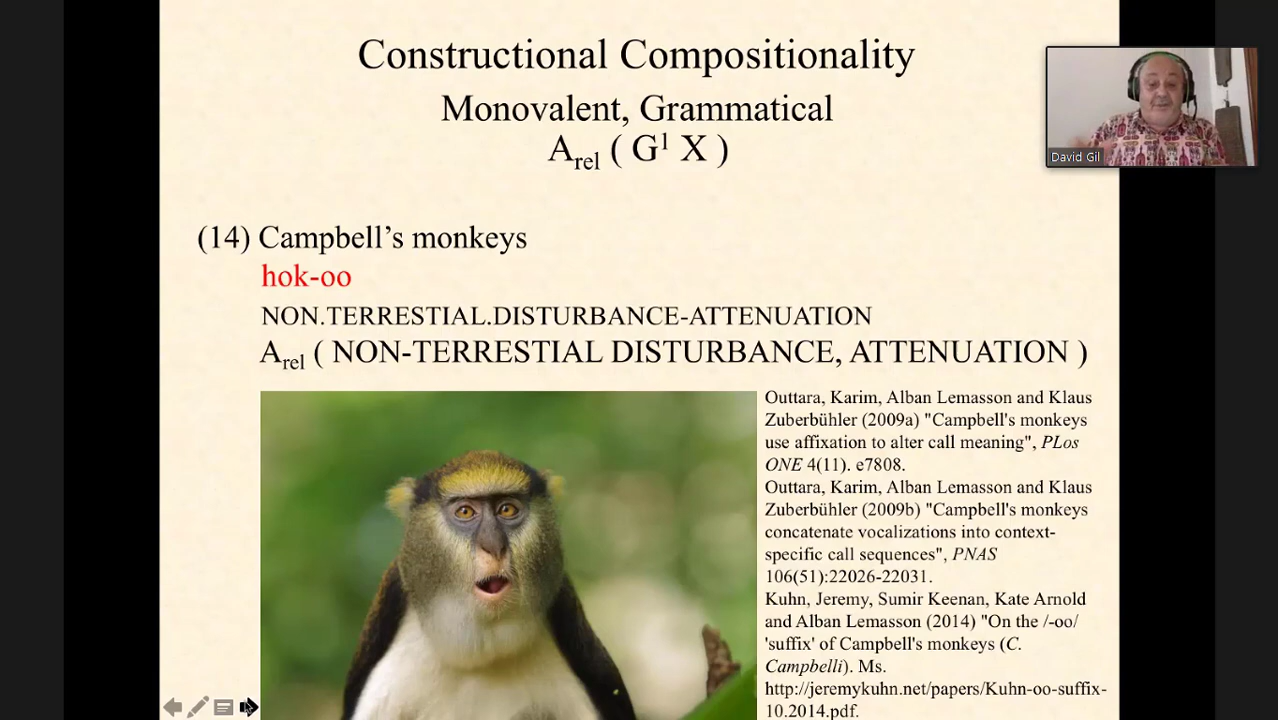 Constructional Compositionality
Monovalent, Grammatical
Arel ( G¹ X )
David Gil
(14) Campbell’s monkeys
hok-oo
NON.TERRESTIAL.DISTURBANCE-ATTENUATION
Arel ( NON-TERRESTIAL DISTURBANCE, ATTENUATION )
Outtara, Karim, Alban Lemasson and Klaus
Zuberbühler (2009a) "Campbell's monkeys
use affixation to alter call meaning", PLos
ONE 4(11). e7808.
Outtara, Karim, Alban Lemasson and Klaus
Zuberbühler (2009b) "Campbell's monkeys
concatenate vocalizations into context-
specific call sequences", PNAS
106(51):22026-22031.
Kuhn, Jeremy, Sumir Keenan, Kate Arnold
and Alban Lemasson (2014) "On the /-oo/
'suffix' of Campbell's monkeys (C.
Campbelli). Ms.
http://jeremykuhn.net/papers/Kuhn-oo-suffix-
10.2014.pdf.